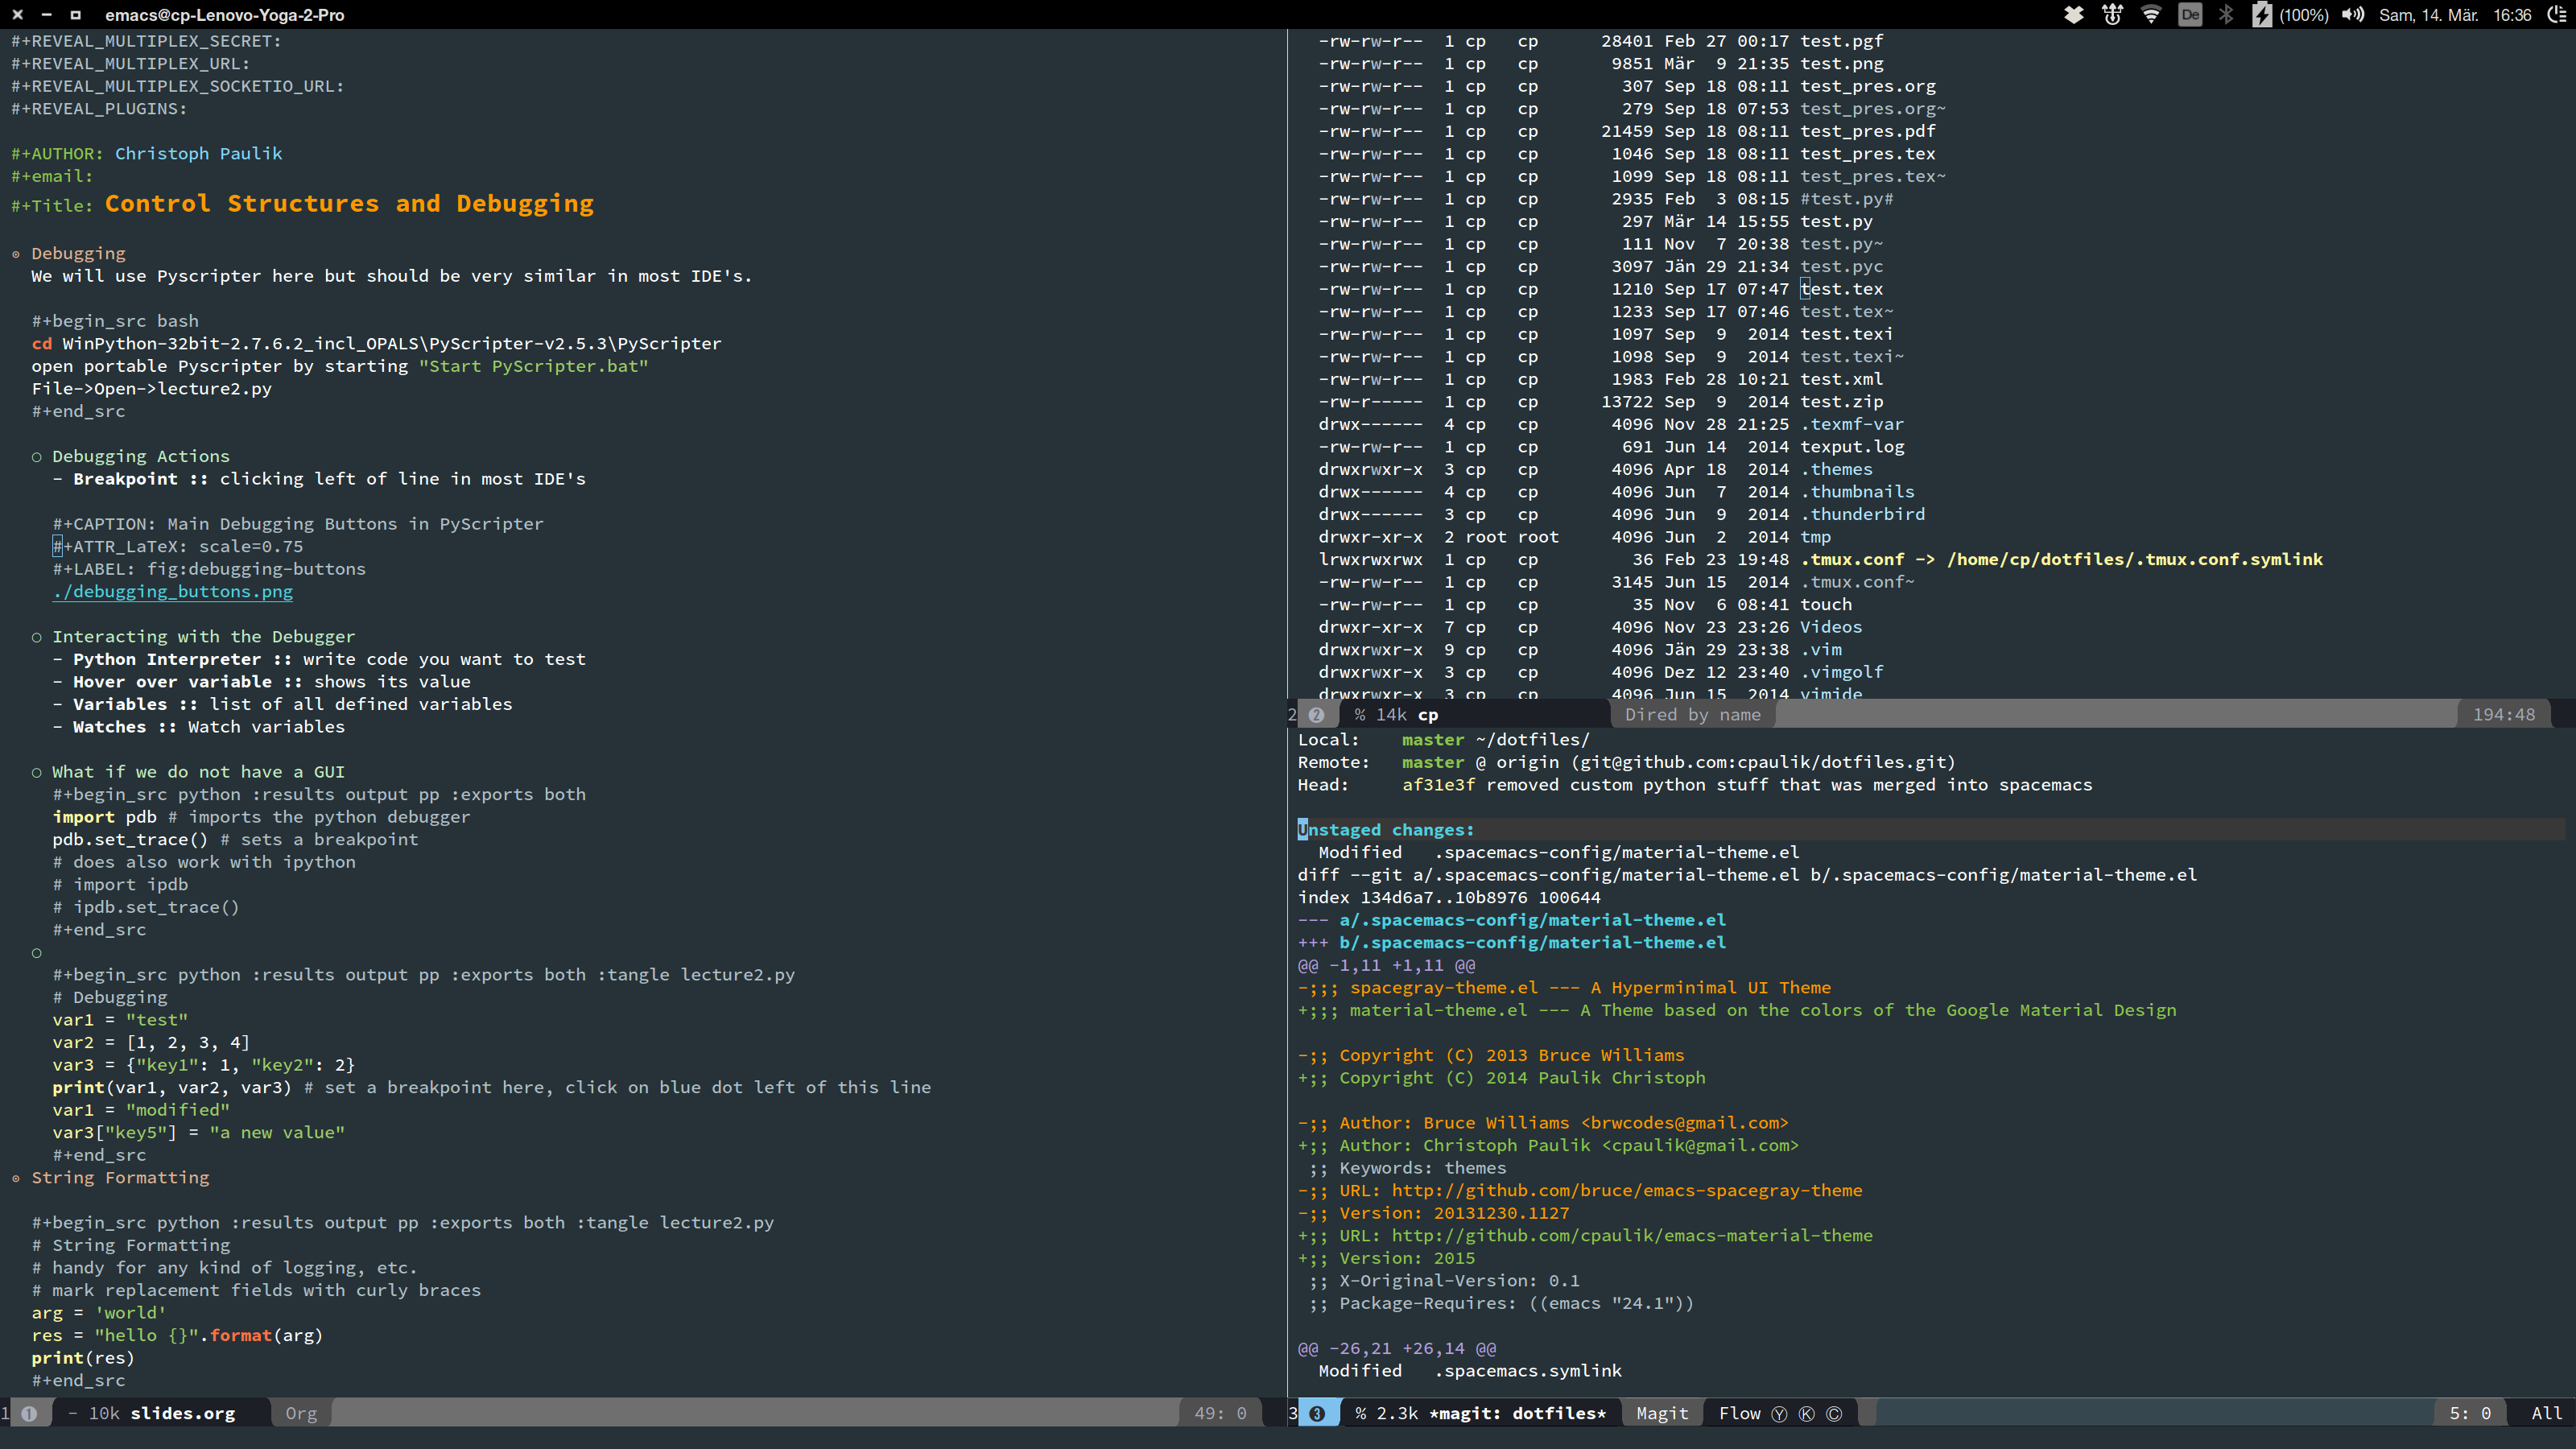 emacs@cp-Lenovo-Yoga-2-Pro
De
(100%)
Sam, 14. Mär.
16:36
#+REVEAL_MULTIPLEX_SECRET:
#+REVEAL_MULTIPLEX_URL:
#+REVEAL_MULTIPLEX_SOCKETIO_URL:
#+REVEAL_PLUGINS:
#+AUTHOR: Christoph Paulik
#+email:
#+Title: Control Structures and Debugging
Debugging
We will use Pyscripter here but should be very similar in most IDE's.
#+begin_src bash
cd WinPython-32bit-2.7.6.2_incl_OPALS\PyScripter-v2.5.3\PyScripter
open portable Pyscripter by starting "Start PyScripter.bat"
File->Open->lecture2.py
#+end_src
Debugging Actions
- Breakpoint :: clicking left of line in most IDE's
#+CAPTION: Main Debugging Buttons in PyScripter
#+ATTR_LaTeX: scale=0.75
#+LABEL: fig:debugging-buttons
./debugging_buttons.png
Interacting with the Debugger
- Python Interpreter :: write code you want to test
- Hover over variable :: shows its value
- Variables :: list of all defined variables
- Watches :: Watch variables
What if we do not have a GUI
#+begin_src python :results output pp :exports both
import pdb # imports the python debugger
pdb.set_trace() # sets a breakpoint
# does also work with ipython
# import ipdb
# ipdb.set_trace()
#+end_src
#+begin_src python :results output pp :exports both :tangle lecture2.py
# Debugging
var1 = "test"
var2 = [1, 2, 3, 4]
var3 = {"key1": 1, "key2": 2}
print(var1, var2, var3) # set a breakpoint here, click on blue dot left of this line
var1 = "modified"
var3["key5"] = "a new value"
#+end_src
String Formatting
#+begin_src python :results output pp :exports both :tangle lecture2.py
# String Formatting
# handy for any kind of logging, etc.
# mark replacement fields with curly braces
arg = 'world'
res = "hello {}".format(arg)
print(res)
#+end_src
1 1 - 10k slides.org Org 49: 0
-rw-rw-r-- 1 cp cp 28401 Feb 27 00:17 test.pgf
-rw-rw-r-- 1 cp cp 9851 Mär 9 21:35 test.png
-rw-rw-r-- 1 cp cp 307 Sep 18 08:11 test_pres.org
-rw-rw-r-- 1 cp cp 279 Sep 18 07:53 test_pres.org~
-rw-rw-r-- 1 cp cp 21459 Sep 18 08:11 test_pres.pdf
-rw-rw-r-- 1 cp cp 1046 Sep 18 08:11 test_pres.tex
-rw-rw-r-- 1 cp cp 1099 Sep 18 08:11 test_pres.tex~
-rw-rw-r-- 1 cp cp 2935 Feb 3 08:15 #test.py#
-rw-rw-r-- 1 cp cp 297 Mär 14 15:55 test.py
-rw-rw-r-- 1 cp cp 111 Nov 7 20:38 test.py~
-rw-rw-r-- 1 cp cp 3097 Jän 29 21:34 test.pyc
-rw-rw-r-- 1 cp cp 1210 Sep 17 07:47 test.tex
-rw-rw-r-- 1 cp cp 1233 Sep 17 07:46 test.tex~
-rw-rw-r-- 1 cp cp 1097 Sep 9 2014 test.texi
-rw-rw-r-- 1 cp cp 1098 Sep 9 2014 test.texi~
-rw-rw-r-- 1 cp cp 1983 Feb 28 10:21 test.xml
-rw-r----- 1 cp cp 13722 Sep 9 2014 test.zip
drwx------ 4 cp cp 4096 Nov 28 21:25 .texmf-var
-rw-rw-r-- 1 cp cp 691 Jun 14 2014 texput.log
drwxrwxr-x 3 cp cp 4096 Apr 18 2014 .themes
drwx------ 4 cp cp 4096 Jun 7 2014 .thumbnails
drwx------ 3 cp cp 4096 Jun 9 2014 .thunderbird
drwxr-xr-x 2 root root 4096 Jun 2 2014 tmp
lrwxrwxrwx 1 cp cp 36 Feb 23 19:48 .tmux.conf -> /home/cp/dotfiles/.tmux.conf.symlink
-rw-rw-r-- 1 cp cp 3145 Jun 15 2014 .tmux.conf~
-rw-rw-r-- 1 cp cp 35 Nov 6 08:41 touch
drwxr-xr-x 7 cp cp 4096 Nov 23 23:26 Videos
drwxrwxr-x 9 cp cp 4096 Jän 29 23:38 .vim
drwxrwxr-x 3 cp cp 4096 Dez 12 23:40 .vimgolf
drwxrwxr-x 3 cp cp 4096 Jun 15 2014 vimide
2 2 % 14k cp Dired by name 194:48
Local: master ~/dotfiles/
Remote: master @ origin (git@github.com:cpaulik/dotfiles.git)
Head: af31e3f removed custom python stuff that was merged into spacemacs
Unstaged changes:
Modified .spacemacs-config/material-theme.el
diff --git a/.spacemacs-config/material-theme.el b/.spacemacs-config/material-theme.el
index 134d6a7..10b8976 100644
--- a/.spacemacs-config/material-theme.el
+++ b/.spacemacs-config/material-theme.el
@@ -1,11 +1,11 @@
-;;; spacegray-theme.el --- A Hyperminimal UI Theme
+;;; material-theme.el --- A Theme based on the colors of the Google Material Design
-;; Copyright (C) 2013 Bruce Williams
+;; Copyright (C) 2014 Paulik Christoph
-;; Author: Bruce Williams <brwcodes@gmail.com>
+;; Author: Christoph Paulik <cpaulik@gmail.com>
;; Keywords: themes
-;; URL: http://github.com/bruce/emacs-spacegray-theme
-;; Version: 20131230.1127
+;; URL: http://github.com/cpaulik/emacs-material-theme
+;; Version: 2015
;; X-Original-Version: 0.1
;; Package-Requires: ((emacs "24.1"))
@@ -26,21 +26,14 @@
Modified .spacemacs.symlink
3 3 % 2.3k *magit: dotfiles* Magit Flow Ⓨ Ⓚ Ⓒ 5: 0 All